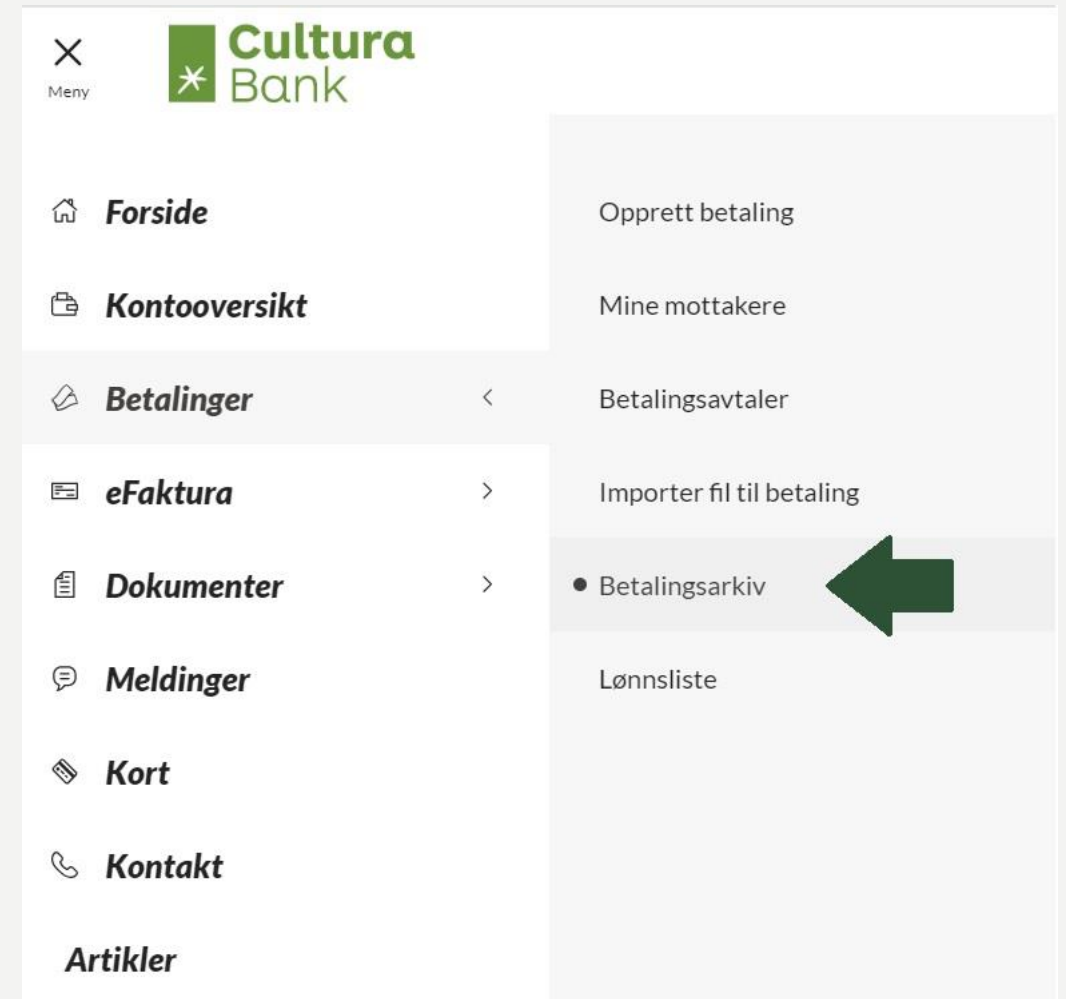 Meny
Cultura
Bank
Forside
Kontooversikt
Betalinger
eFaktura
Dokumenter
Meldinger
Kort
Kontakt
Artikler
Opprett betaling
Mine mottakere
Betalingsavtaler
Importer fil til betaling
Betalingsarkiv
Lønnsliste